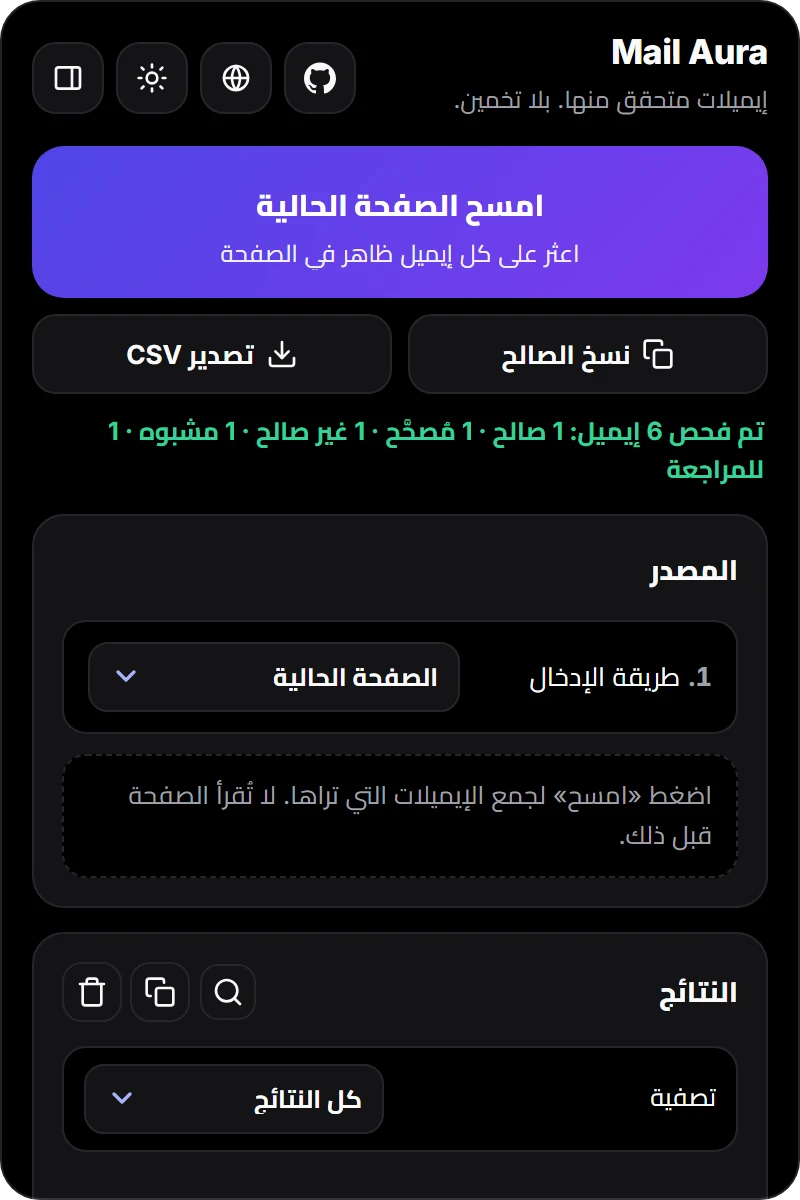 Mail Aura
إيميلات متحقق منها. بلا تخمين.
امسح الصفحة الحالية
اعثر على كل إيميل ظاهر في الصفحة
نسخ الصالح
تصدير CSV
تم فحص 6 إيميل: 1 صالح · 1 مُصحَّح · 1 غير صالح · 1 مشبوه · 1
للمراجعة
المصدر
1. طريقة الإدخال
الصفحة الحالية
اضغط «امسح» لجمع الإيميلات التي تراها. لا تُقرأ الصفحة
قبل ذلك.
النتائج
تصفية
كل النتائج